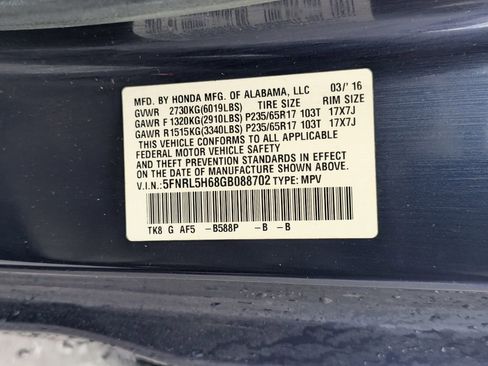 MFD. BY HONDA MFG. OF ALABAMA, LLC 03/'16
GVWR 2730KG(6019LBS) TIRE SIZE RIM SIZE
GAWR F 1320KG(2910LBS) P235/65R17 103T 17X7J
GAWR R1515KG(3340LBS) P235/65R17 103T 17X7J
THIS VEHICLE CONFORMS TO ALL APPLICABLE
FEDERAL MOTOR VEHICLE SAFETY
AND THEFT PREVENTION STANDARDS IN EFFECT ON
THE DATE OF MANUFACTURE SHOWN ABOVE.
V.I.N.: 5FNRL5H68GB088702 TYPE: MPV
TK8 G AF5 -B588P -B -B